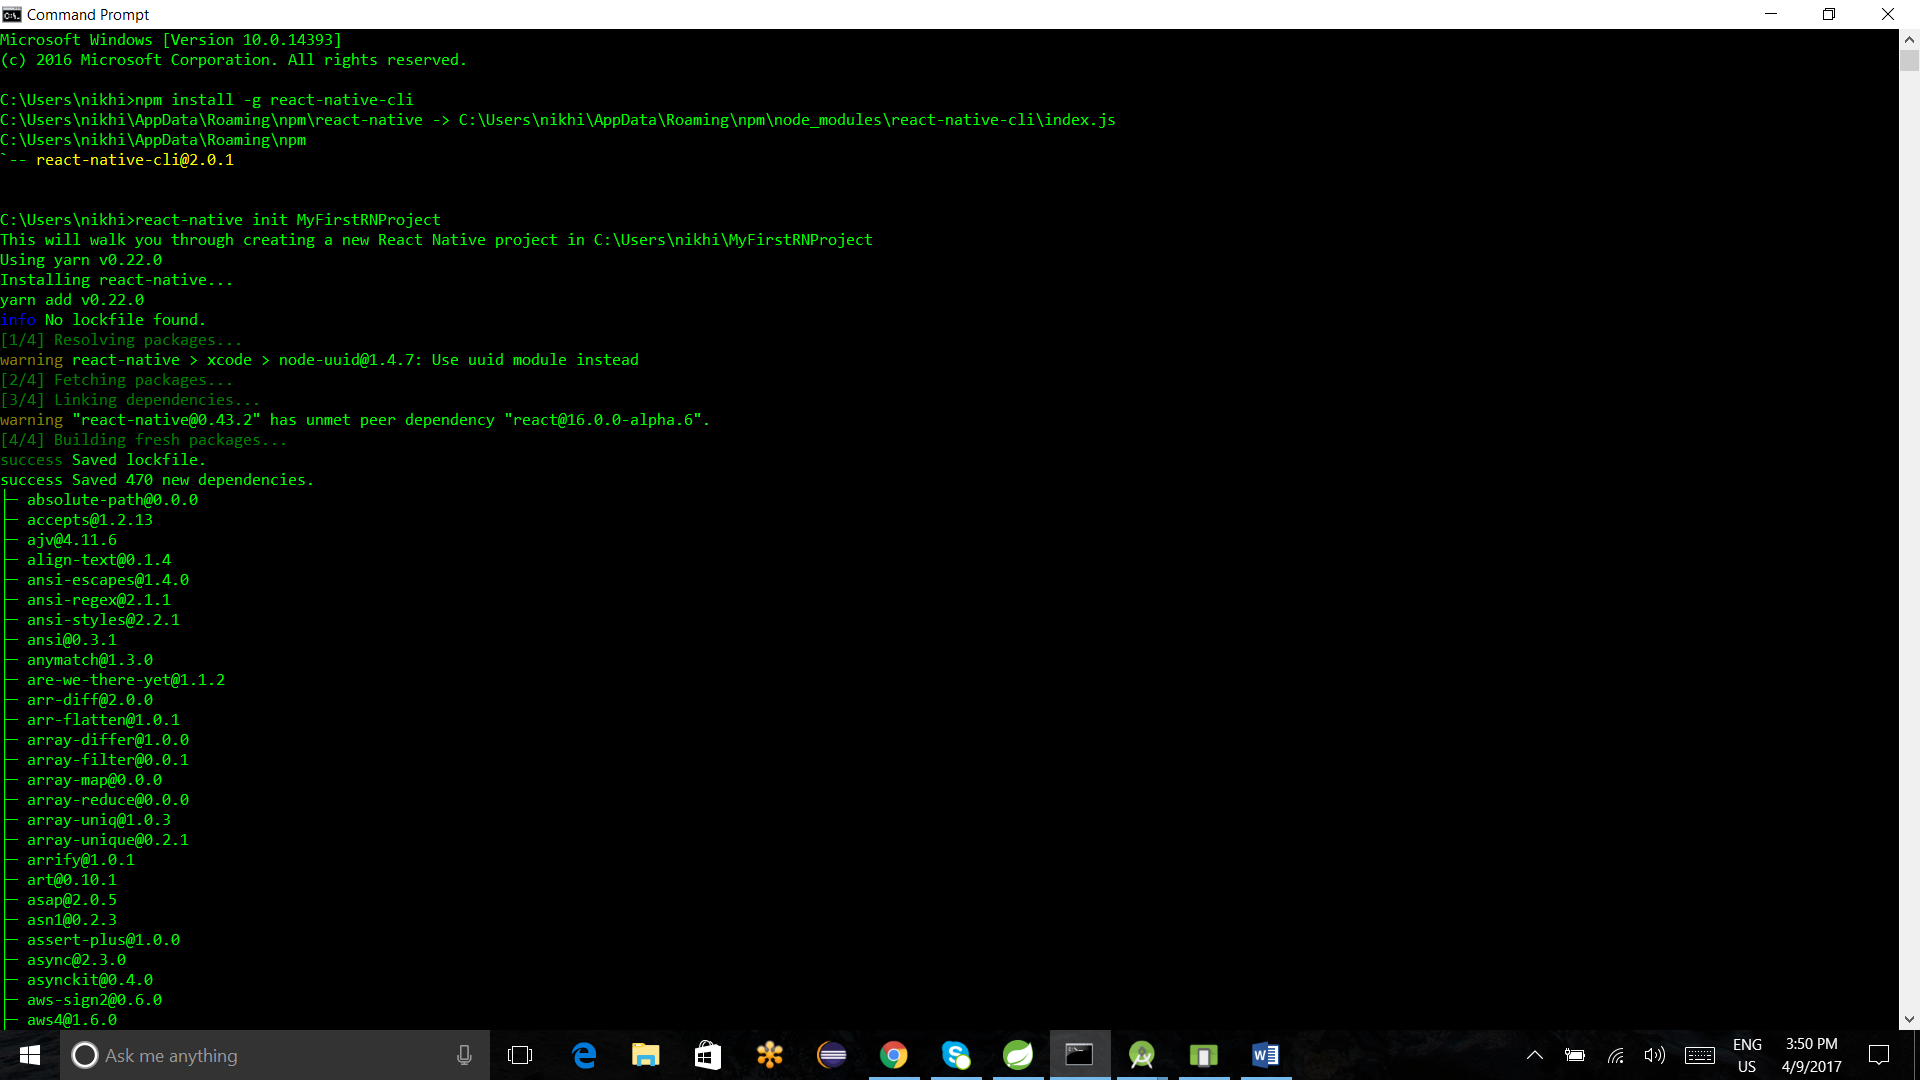 Command Prompt
Microsoft Windows [Version 10.0.14393]
(c) 2016 Microsoft Corporation. All rights reserved.
C:\Users\nikhi>npm install -g react-native-cli
C:\Users\nikhi\AppData\Roaming\npm\react-native -> C:\Users\nikhi\AppData\Roaming\npm\node_modules\react-native-cli\index.js
C:\Users\nikhi\AppData\Roaming\npm
`-- react-native-cli@2.0.1
C:\Users\nikhi>react-native init MyFirstRNProject
This will walk you through creating a new React Native project in C:\Users\nikhi\MyFirstRNProject
Using yarn v0.22.0
Installing react-native...
yarn add v0.22.0
info No lockfile found.
[1/4] Resolving packages...
warning react-native > xcode > node-uuid@1.4.7: Use uuid module instead
[2/4] Fetching packages...
[3/4] Linking dependencies...
warning "react-native@0.43.2" has unmet peer dependency "react@16.0.0-alpha.6".
[4/4] Building fresh packages...
success Saved lockfile.
success Saved 470 new dependencies.
├─ absolute-path@0.0.0
├─ accepts@1.2.13
├─ ajv@4.11.6
├─ align-text@0.1.4
├─ ansi-escapes@1.4.0
├─ ansi-regex@2.1.1
├─ ansi-styles@2.2.1
├─ ansi@0.3.1
├─ anymatch@1.3.0
├─ are-we-there-yet@1.1.2
├─ arr-diff@2.0.0
├─ arr-flatten@1.0.1
├─ array-differ@1.0.0
├─ array-filter@0.0.1
├─ array-map@0.0.0
├─ array-reduce@0.0.0
├─ array-uniq@1.0.3
├─ array-unique@0.2.1
├─ arrify@1.0.1
├─ art@0.10.1
├─ asap@2.0.5
├─ asn1@0.2.3
├─ assert-plus@1.0.0
├─ async@2.3.0
├─ asynckit@0.4.0
├─ aws-sign2@0.6.0
├─ aws4@1.6.0
Ask me anything
ENG
US
3:50 PM
4/9/2017